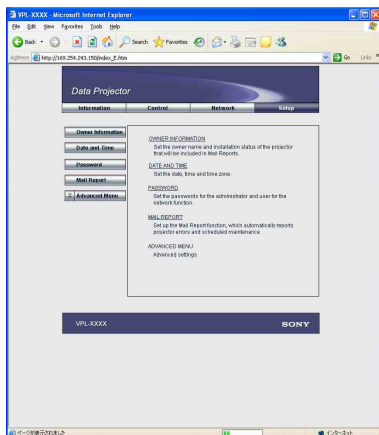 VPL-XXXX - Microsoft Internet Explorer
File Edit View Favorites Tools Help
Back Search Favorites
Address http://169.254.243.150/index_E.htm Go Links
Data Projector
Information Control Network Setup
Owner Information
Date and Time
Password
Mail Report
Advanced Menu
OWNER INFORMATION
Set the owner name and installation status of the projector
that will be included in Mail Reports.
DATE AND TIME
Set the date, time and time zone.
PASSWORD
Set the passwords for the administrator and user for the
network function.
MAIL REPORT
Set up the Mail Report function, which automatically reports
projector errors and scheduled maintenance.
ADVANCED MENU
Advanced settings.
VPL-XXXX SONY
ページが表示されました インターネット